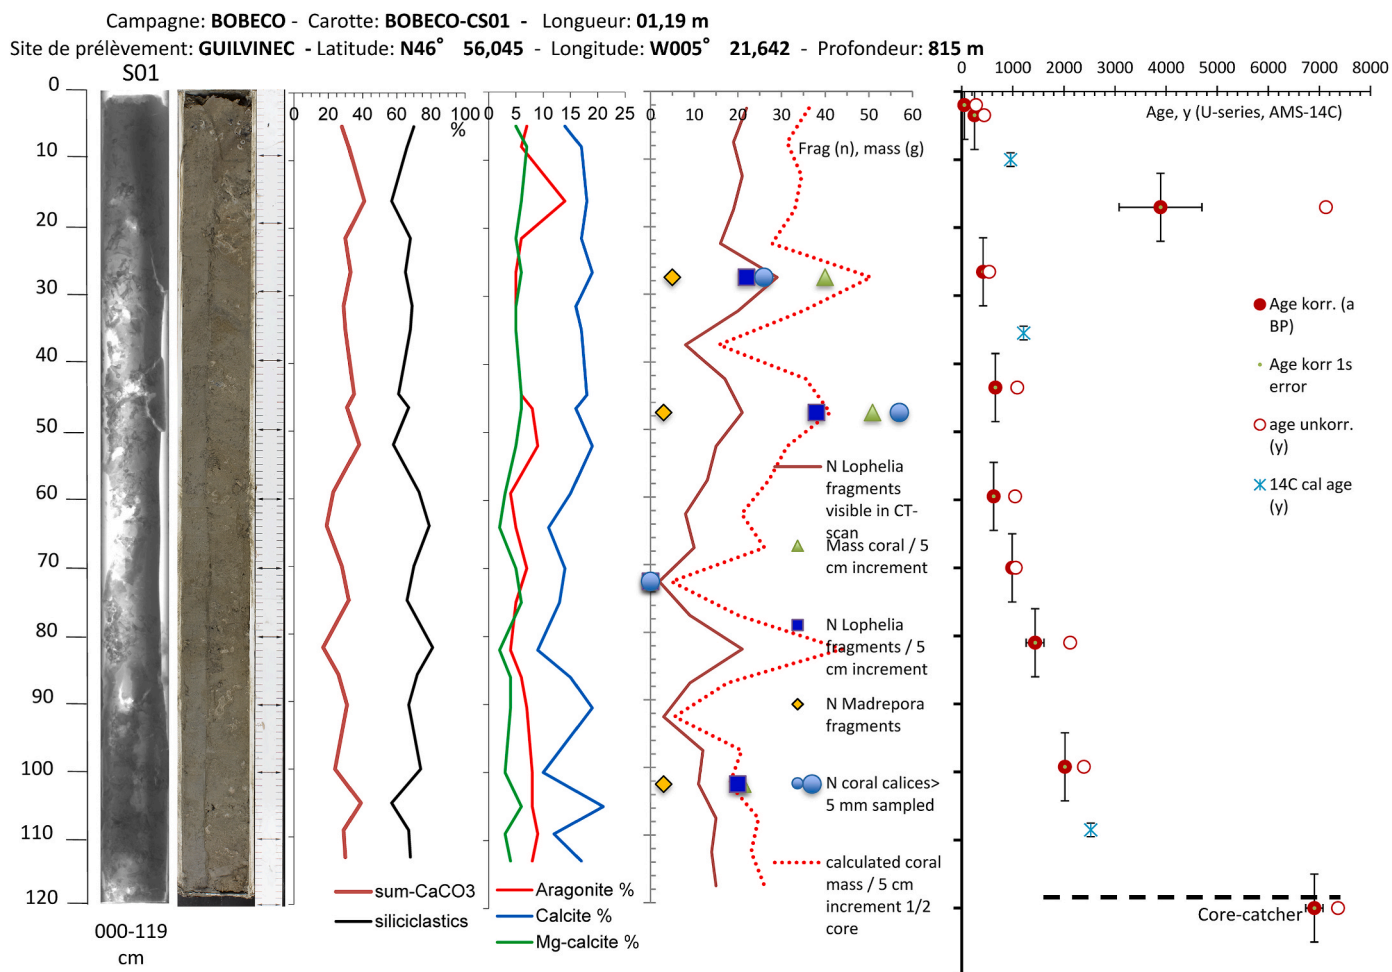 Campagne: BOBECO - Carotte: BOBECO-CS01 - Longueur: 01,19 m
Site de prélèvement: GUILVINEC - Latitude: N46° 56,045 - Longitude: W005° 21,642 - Profondeur: 815 m
S01
0
10
20
30
40
50
60
70
80
90
100
110
120
000-119
cm
0 20 40 60 80 100
%
sum-CaCO3
siliciclastics
0 5 10 15 20 25
Aragonite %
Calcite %
Mg-calcite %
0 10 20 30 40 50 60
Frag (n), mass (g)
N Lophelia
fragments
visible in CT-
scan
Mass coral / 5
cm increment
N Lophelia
fragments / 5
cm increment
N Madrepora
fragments
N coral calices>
5 mm sampled
calculated coral
mass / 5 cm
increment 1/2
core
0 1000 2000 3000 4000 5000 6000 7000 8000
Age, y (U-series, AMS-14C)
Age korr. (a
BP)
Age korr 1s
error
age unkorr.
(y)
14C cal age
(y)
Core-catcher